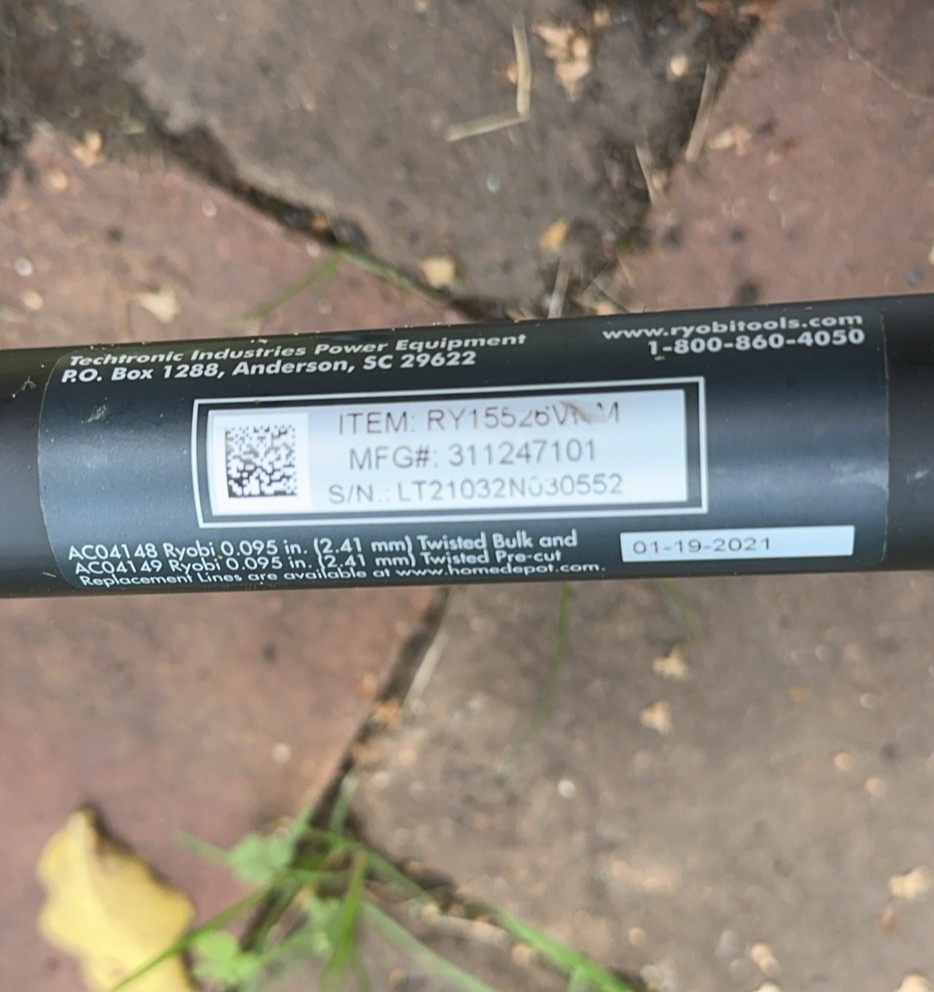 Techtronic Industries Power Equipment
P.O. Box 1288, Anderson, SC 29622
www.ryobitools.com
1-800-860-4050
ITEM:
MFG#: 311247101
S/N.: LT21032N030552
AC04148 Ryobi 0.095 in. (2.41 mm) Twisted Bulk and
AC04149 Ryobi 0.095 in. (2.41 mm) Twisted Pre-cut
Replacement Lines are available at www.homedepot.com.
01-19-2021